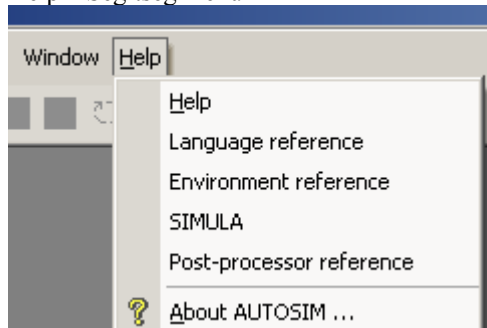 Window Help
Help
Language reference
Environment reference
SIMULA
Post-processor reference
About AUTOSIM ...